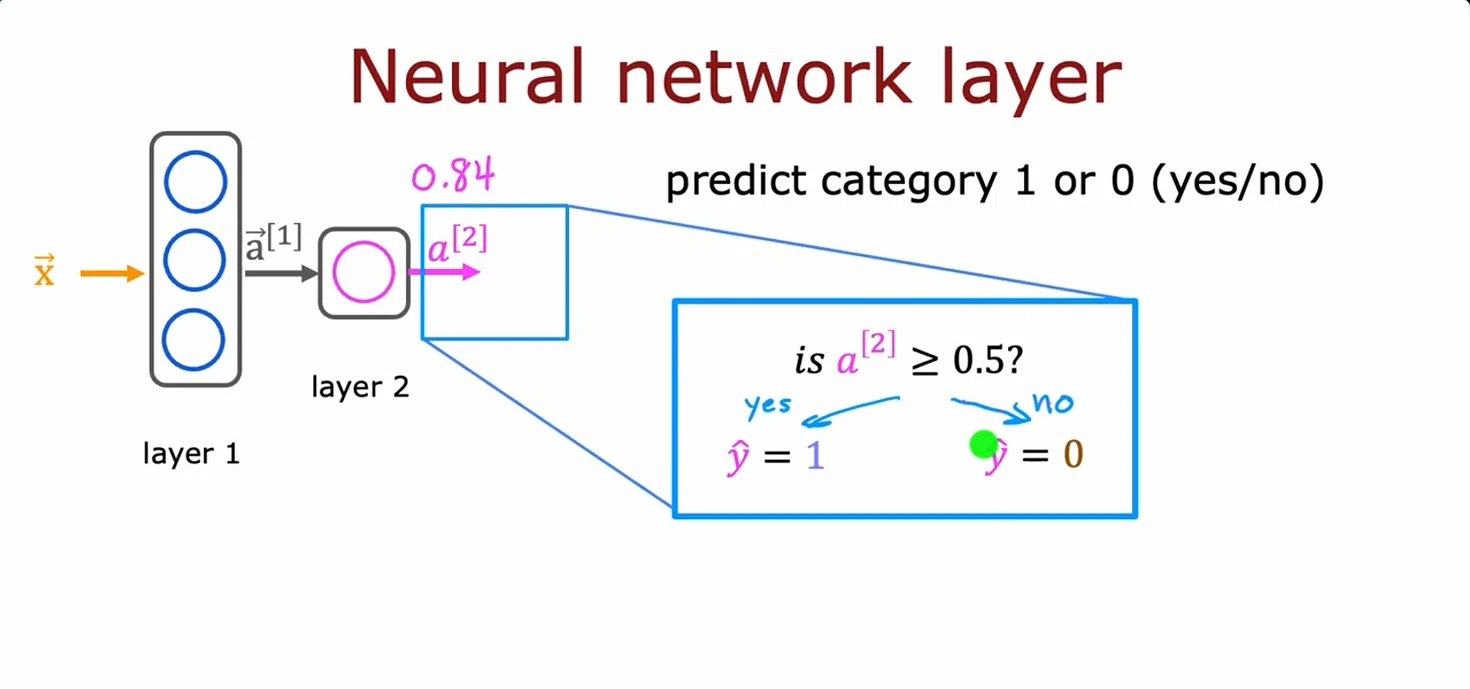 Neural network layer
0.84
predict category 1 or 0 (yes/no)
x⃗
a⃗^[1]
a^[2]
layer 2
layer 1
is a^[2] ≥ 0.5?
yes
no
ŷ = 1
ŷ = 0